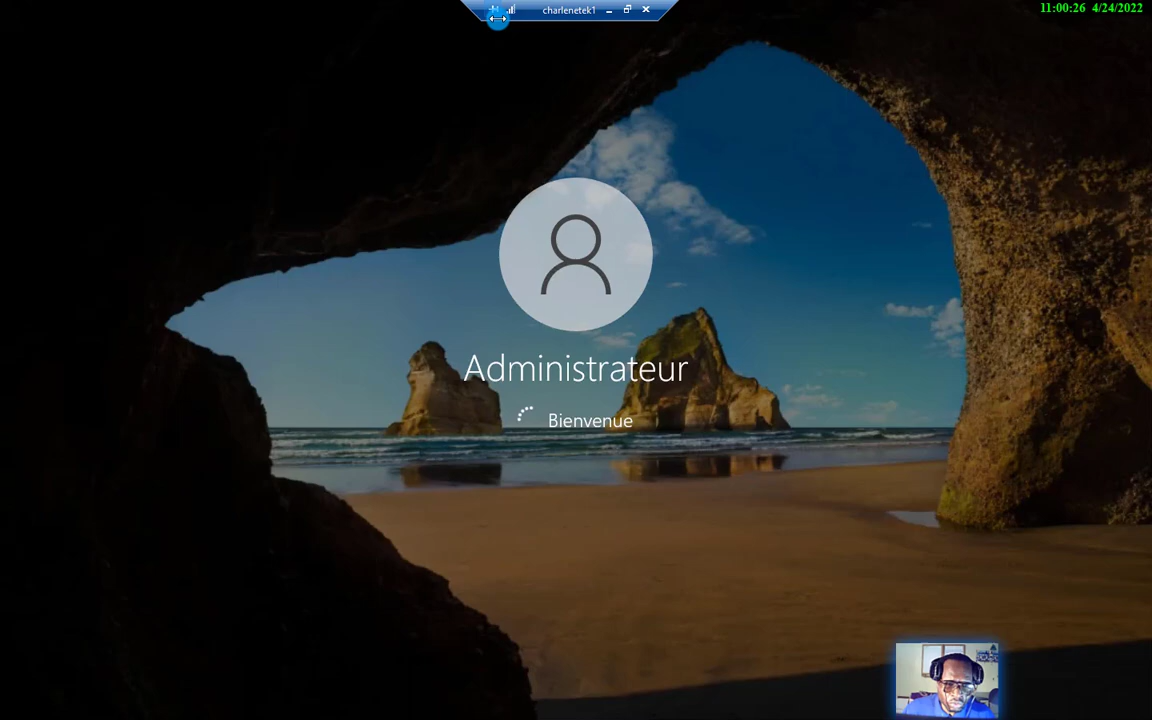 charlenetek1
11:00:26 4/24/2022
Administrateur
Bienvenue